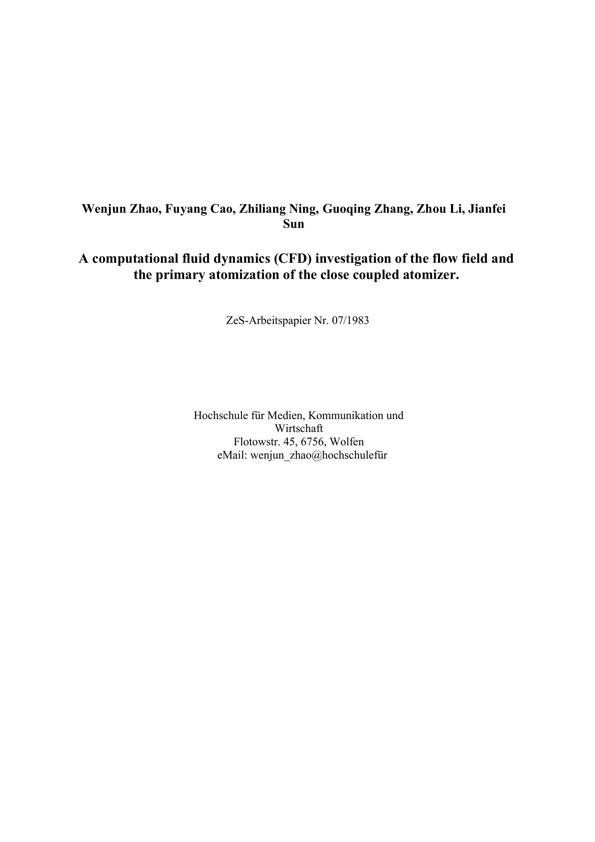 Wenjun Zhao, Fuyang Cao, Zhiliang Ning, Guoqing Zhang, Zhou Li, Jianfei
Sun
A computational fluid dynamics (CFD) investigation of the flow field and
the primary atomization of the close coupled atomizer.
ZeS-Arbeitspapier Nr. 07/1983
Hochschule für Medien, Kommunikation und
Wirtschaft
Flotowstr. 45, 6756, Wolfen
eMail: wenjun_zhao@hochschulefür